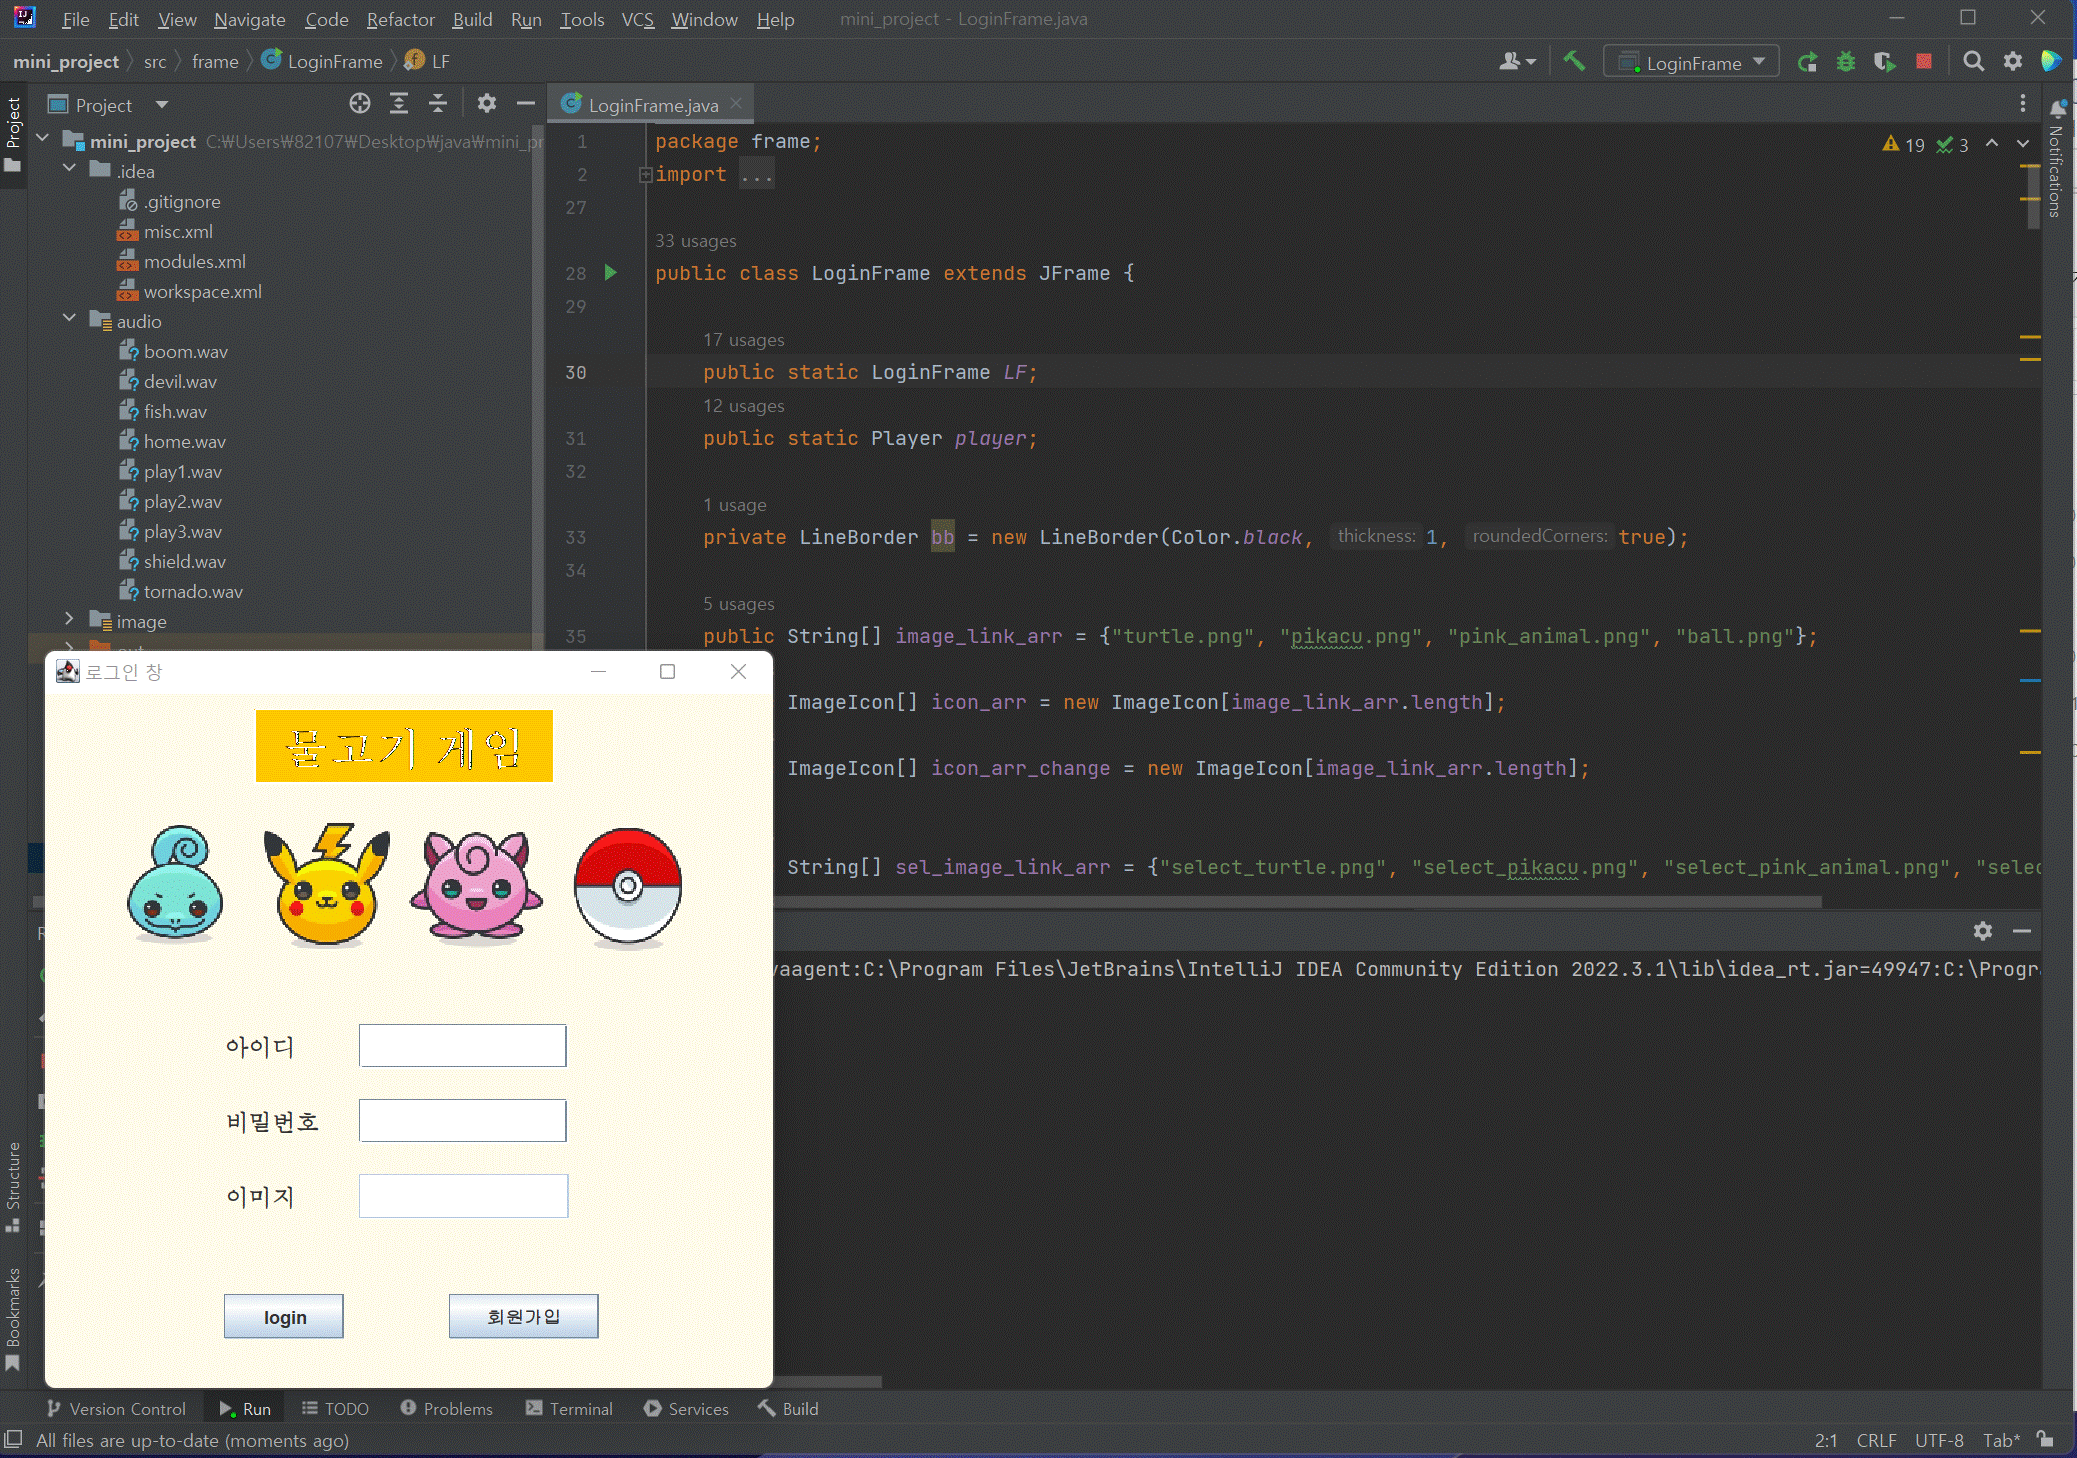 File Edit View Navigate Code Refactor Build Run Tools VCS Window Help mini_project - LoginFrame.java
mini_project src frame LoginFrame LF
LoginFrame
Project
Project
LoginFrame.java
mini_project C:₩Users₩82107₩Desktop₩java₩mini_pr
.idea
.gitignore
misc.xml
modules.xml
workspace.xml
audio
boom.wav
devil.wav
fish.wav
home.wav
play1.wav
play2.wav
play3.wav
shield.wav
tornado.wav
image
19 3
Notifications
1 package frame;
2 import ...
27
33 usages
28 public class LoginFrame extends JFrame {
29
17 usages
30 public static LoginFrame LF;
12 usages
31 public static Player player;
32
1 usage
33 private LineBorder bb = new LineBorder(Color.black, thickness: 1, roundedCorners: true);
34
5 usages
35 public String[] image_link_arr = {"turtle.png", "pikacu.png", "pink_animal.png", "ball.png"};
ImageIcon[] icon_arr = new ImageIcon[image_link_arr.length];
ImageIcon[] icon_arr_change = new ImageIcon[image_link_arr.length];
String[] sel_image_link_arr = {"select_turtle.png", "select_pikacu.png", "select_pink_animal.png", "selec
vaagent:C:\Program Files\JetBrains\IntelliJ IDEA Community Edition 2022.3.1\lib\idea_rt.jar=49947:C:\Progr
로그인 창
물고기 게임
아이디
비밀번호
이미지
login 회원가입
Structure
Bookmarks
Version Control Run TODO Problems Terminal Services Build
All files are up-to-date (moments ago)
2:1 CRLF UTF-8 Tab*